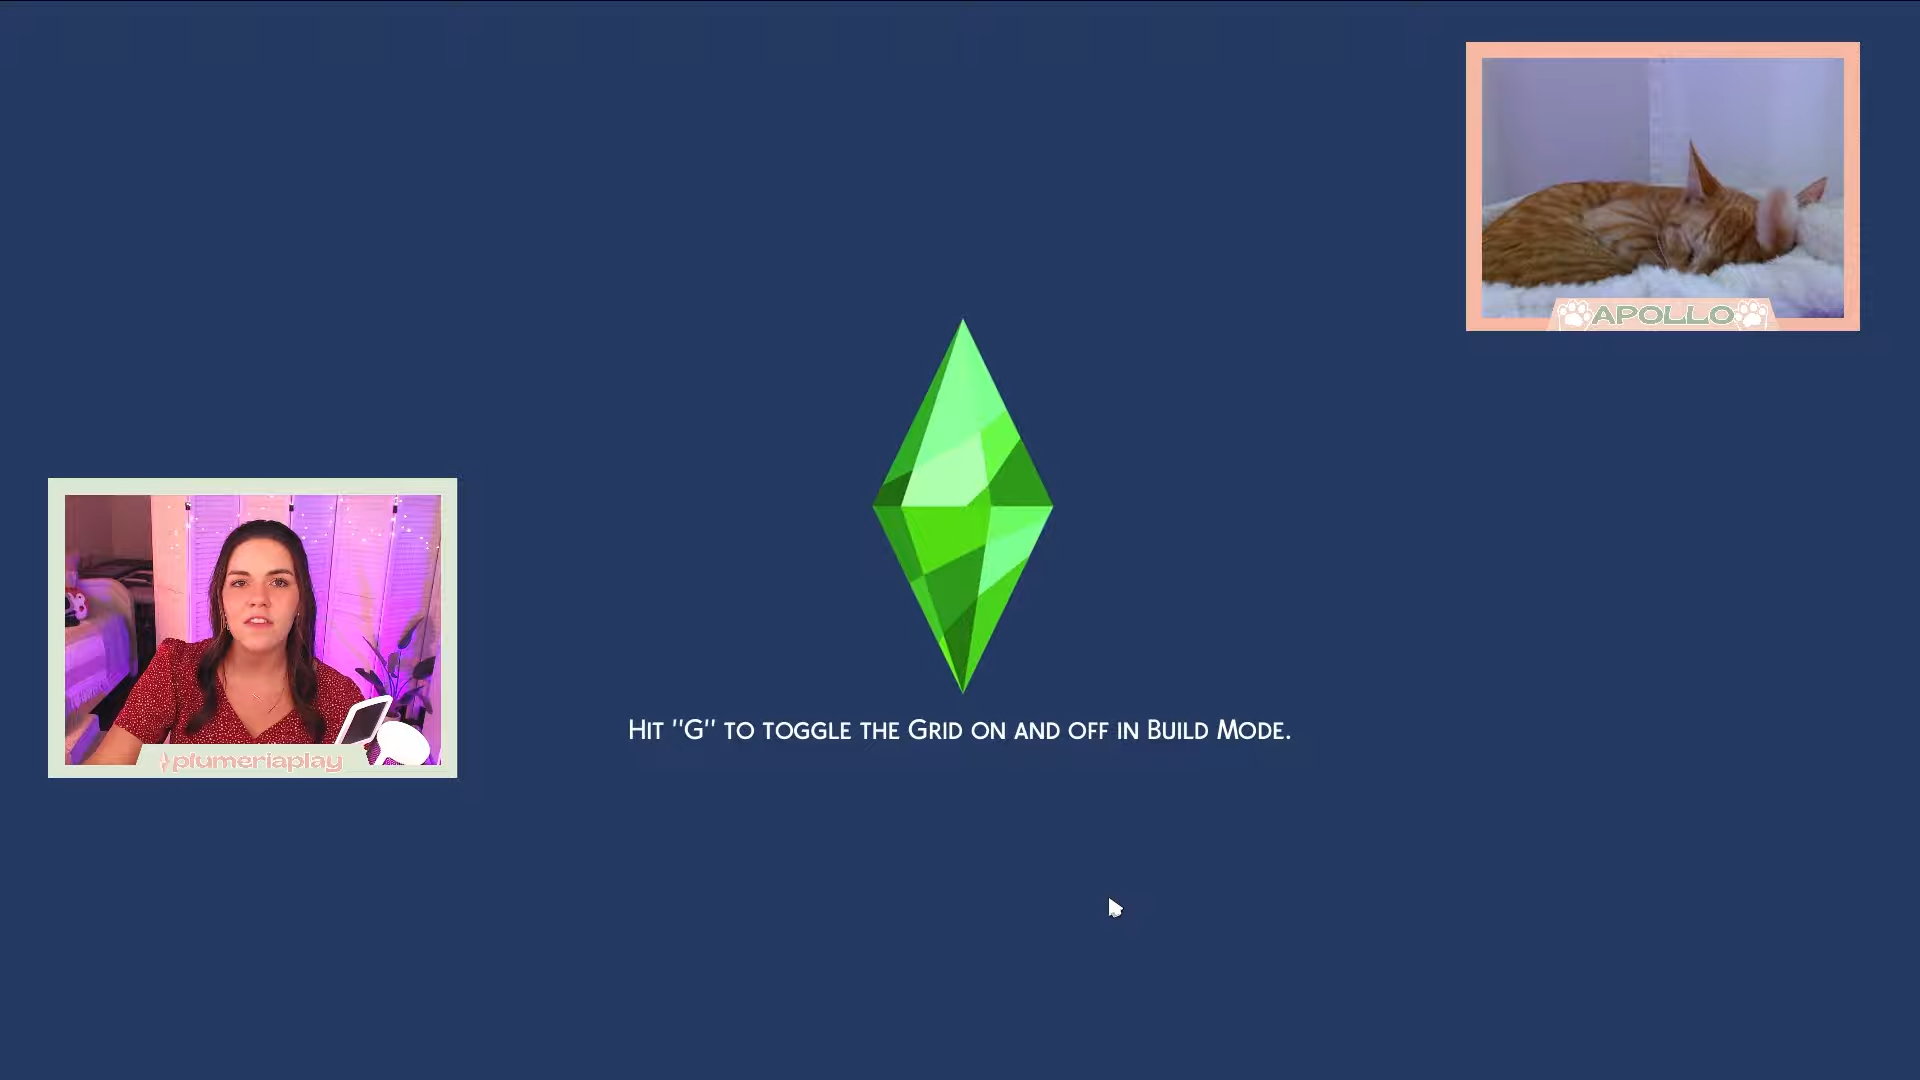 APOLLO
plumeriaplay
Hit "G" to toggle the Grid on and off in Build Mode.